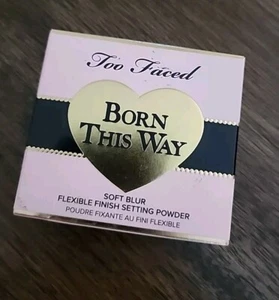 Too Faced
BORN
THIS WAY
SOFT BLUR
FLEXIBLE FINISH SETTING POWDER
POUDRE FIXANTE AU FINI FLEXIBLE